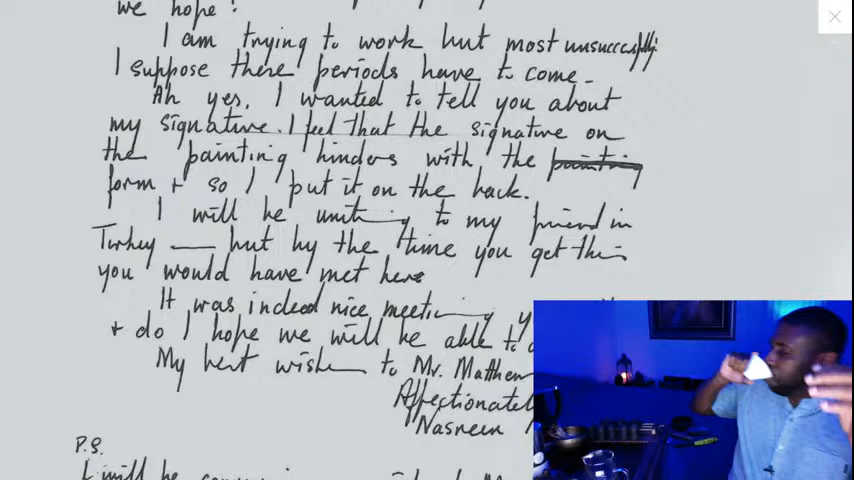 we hope!
I am trying to work but most unsuccessfully
I suppose these periods have to come -
Ah yes, I wanted to tell you about
my signature. I feel that the signature on
the painting hinders with the painting
form + so I put it on the back.
I will be writing to my friend in
Turkey — but by the time you get this
you would have met her
It was indeed nice meeting
+ do I hope we will be able to
My best wishes to Mr. Matthew
Affectionately
Nasreen
P.S.
I will be